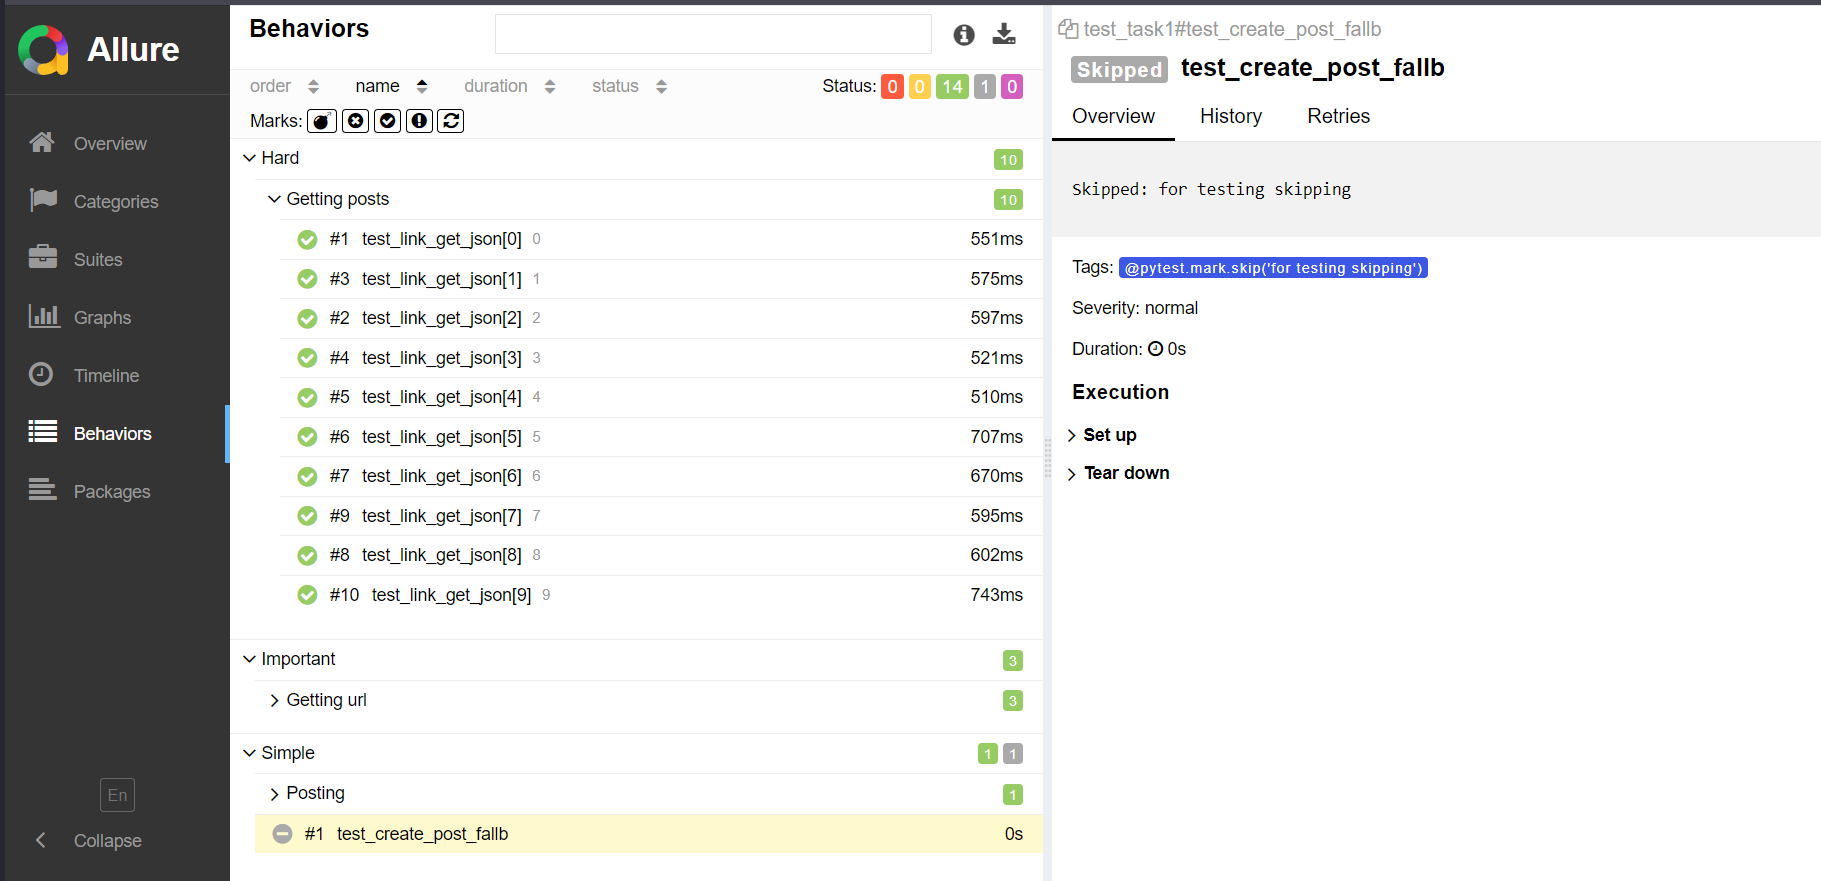 Allure
Overview
Categories
Suites
Graphs
Timeline
Behaviors
Packages
En
Collapse
Behaviors
order name duration status Status: 0 0 14 1 0
Marks:
Hard 10
Getting posts 10
#1 test_link_get_json[0] 0 551ms
#3 test_link_get_json[1] 1 575ms
#2 test_link_get_json[2] 2 597ms
#4 test_link_get_json[3] 3 521ms
#5 test_link_get_json[4] 4 510ms
#6 test_link_get_json[5] 5 707ms
#7 test_link_get_json[6] 6 670ms
#9 test_link_get_json[7] 7 595ms
#8 test_link_get_json[8] 8 602ms
#10 test_link_get_json[9] 9 743ms
Important 3
Getting url 3
Simple 1 1
Posting 1
#1 test_create_post_fallb 0s
test_task1#test_create_post_fallb
Skipped test_create_post_fallb
Overview History Retries
Skipped: for testing skipping
Tags: @pytest.mark.skip('for testing skipping')
Severity: normal
Duration: 0s
Execution
Set up
Tear down